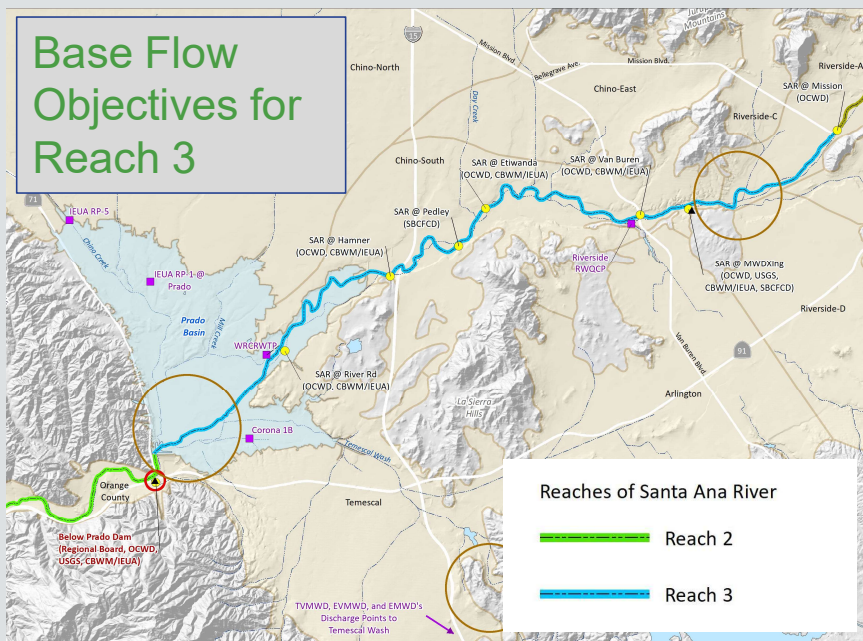 Base Flow
Objectives for
Reach 3
15
Mission Blvd.
Mountains
Mission Blvd.
Bellegrave Ave.
Riverside-A
Chino-North
Chino-East
SAR @ Mission
(OCWD)
Day Creek
Riverside-C
Chino-South
SAR @ Etiwanda
(OCWD, CBWM/IEUA)
SAR @ Van Buren
(OCWD, CBWM/IEUA)
71
IEUA RP-5
SAR @ Pedley
(SBCFCD)
SAR @ Hamner
(OCWD, CBWM/IEUA)
Chino Creek
Riverside
RWQCP
SAR @ MWDXing
(OCWD, USGS,
CBWM/IEUA, SBCFCD)
IEUA RP-1 @
Prado
Prado
Basin
Mill Creek
Riverside-D
WRCRWTP
Van Buren Blvd.
91
SAR @ River Rd
(OCWD, CBWM/IEUA)
Arlington
La Sierra
Hills
Corona 1B
Temescal Wash
Orange
County
Temescal
Below Prado Dam
(Regional Board, OCWD,
USGS, CBWM/IEUA)
TVMWD, EVMWD, and EMWD's
Discharge Points to
Temescal Wash
Reaches of Santa Ana River
Reach 2
Reach 3